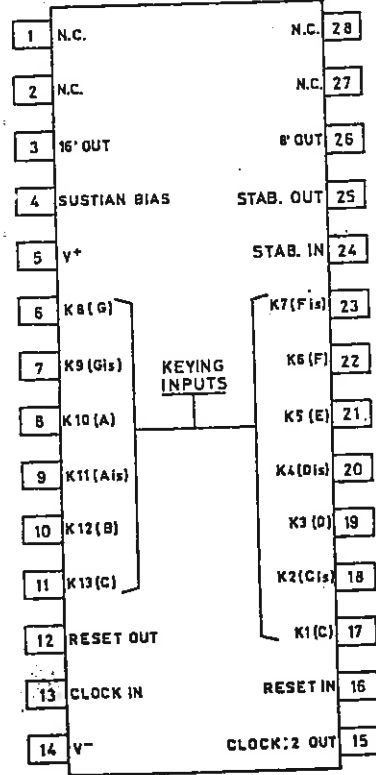 1 N.C. N.C. 28
2 N.C. N.C. 27
3 16' OUT 8' OUT 26
4 SUSTIAN BIAS STAB. OUT 25
5 V+ STAB. IN 24
6 K8(G) K7(Fis) 23
7 K9(Gis) KEYING INPUTS K6(F) 22
8 K10(A) K5(E) 21
9 K11(Ais) K4(Dis) 20
10 K12(B) K3(D) 19
11 K13(C) K2(Cis) 18
12 RESET OUT K1(C) 17
13 CLOCK IN RESET IN 16
14 V- CLOCK:2 OUT 15